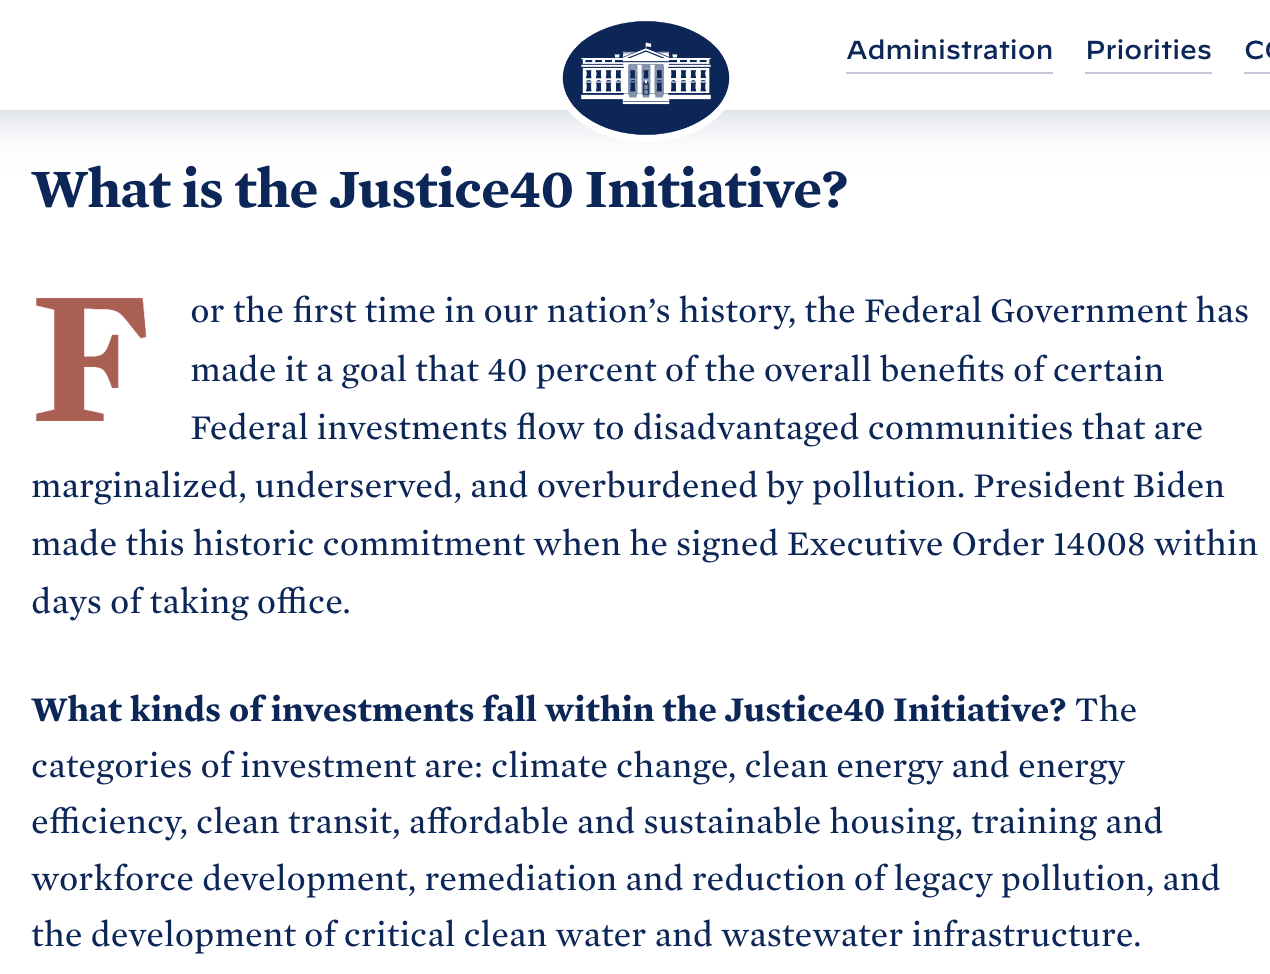 Administration Priorities
What is the Justice40 Initiative?
For the first time in our nation’s history, the Federal Government has
made it a goal that 40 percent of the overall benefits of certain
Federal investments flow to disadvantaged communities that are
marginalized, underserved, and overburdened by pollution. President Biden
made this historic commitment when he signed Executive Order 14008 within
days of taking office.
What kinds of investments fall within the Justice40 Initiative? The
categories of investment are: climate change, clean energy and energy
efficiency, clean transit, affordable and sustainable housing, training and
workforce development, remediation and reduction of legacy pollution, and
the development of critical clean water and wastewater infrastructure.